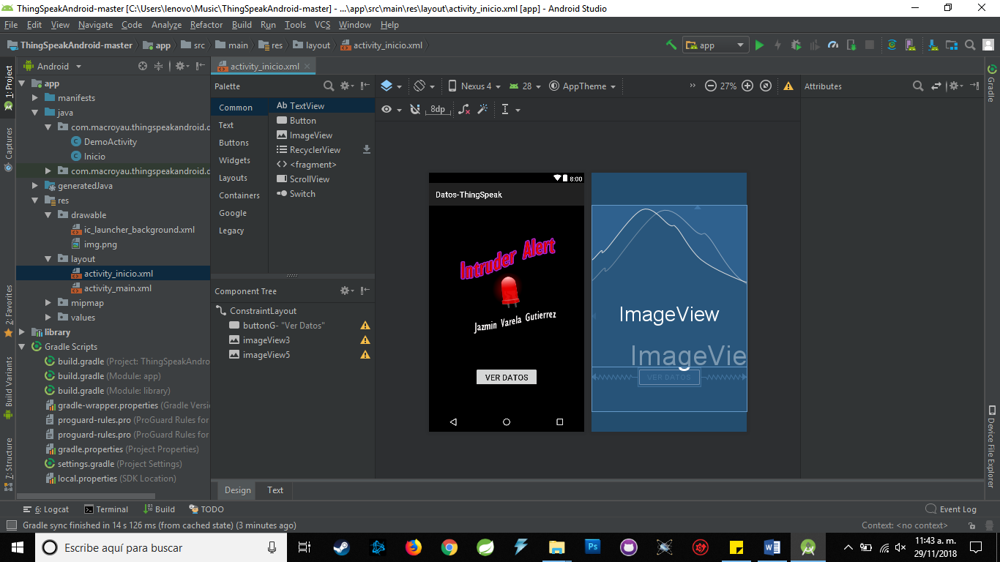 ThingSpeakAndroid-master [C:\Users\lenovo\Music\ThingSpeakAndroid-master] - ...\app\src\main\res\layout\activity_inicio.xml [app] - Android Studio
File Edit View Navigate Code Analyze Refactor Build Run Tools VCS Window Help
ThingSpeakAndroid-master app src main res layout activity_inicio.xml app
1: Project
Captures
2: Favorites
Build Variants
7: Structure
Android
app
manifests
java
com.macroyau.thingspeakandroid.d
DemoActivity
Inicio
com.macroyau.thingspeakandroid.d
generatedJava
res
drawable
ic_launcher_background.xml
img.png
layout
activity_inicio.xml
activity_main.xml
mipmap
values
library
Gradle Scripts
build.gradle (Project: ThingSpeakAndro
build.gradle (Module: app)
build.gradle (Module: library)
gradle-wrapper.properties (Gradle Versi
proguard-rules.pro (ProGuard Rules for
proguard-rules.pro (ProGuard Rules for
gradle.properties (Project Properties)
settings.gradle (Project Settings)
local.properties (SDK Location)
activity_inicio.xml
Palette
Common
Text
Buttons
Widgets
Layouts
Containers
Google
Legacy
Ab TextView
Button
ImageView
RecyclerView
<> <fragment>
ScrollView
Switch
Component Tree
ConstraintLayout
buttonG- "Ver Datos"
imageView3
imageView5
Nexus 4 28 AppTheme » 27%
8dp
8:00
Datos-ThingSpeak
Intruder Alert
Jazmin Varela Gutierrez
VER DATOS
ImageView
ImageVie
VER DATOS
Attributes
Gradle
Device File Explorer
Design Text
6: Logcat Terminal Build TODO Event Log
Gradle sync finished in 14 s 126 ms (from cached state) (3 minutes ago) Context: <no context>
Escribe aquí para buscar
Ps
11:43 a. m.
29/11/2018